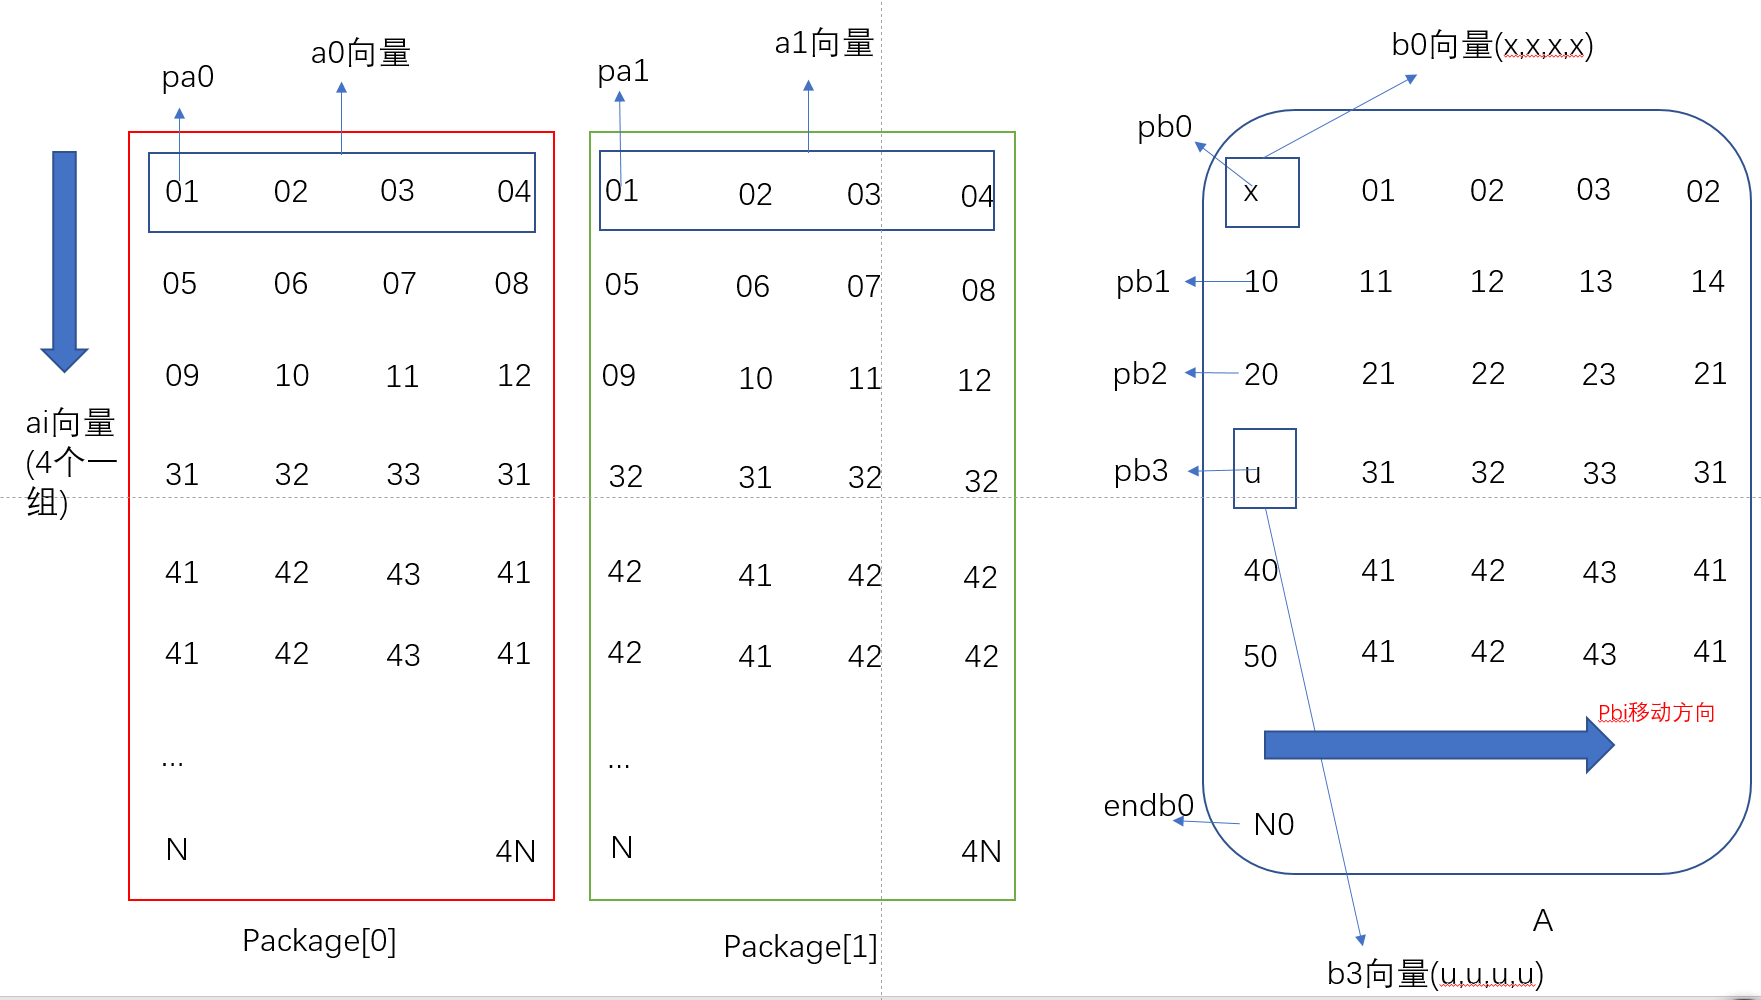 a0向量
pa0
01 02 03 04
05 06 07 08
09 10 11 12
31 32 33 31
41 42 43 41
41 42 43 41
...
N 4N
Package[0]
ai向量
(4个一
组)
a1向量
pa1
01 02 03 04
05 06 07 08
09 10 11 12
32 31 32 32
42 41 42 42
42 41 42 42
...
N 4N
Package[1]
b0向量(x,x,x,x)
pb0
x 01 02 03 02
pb1 10 11 12 13 14
pb2 20 21 22 23 21
pb3 u 31 32 33 31
40 41 42 43 41
50 41 42 43 41
Pbi移动方向
endb0 N0
A
b3向量(u,u,u,u)